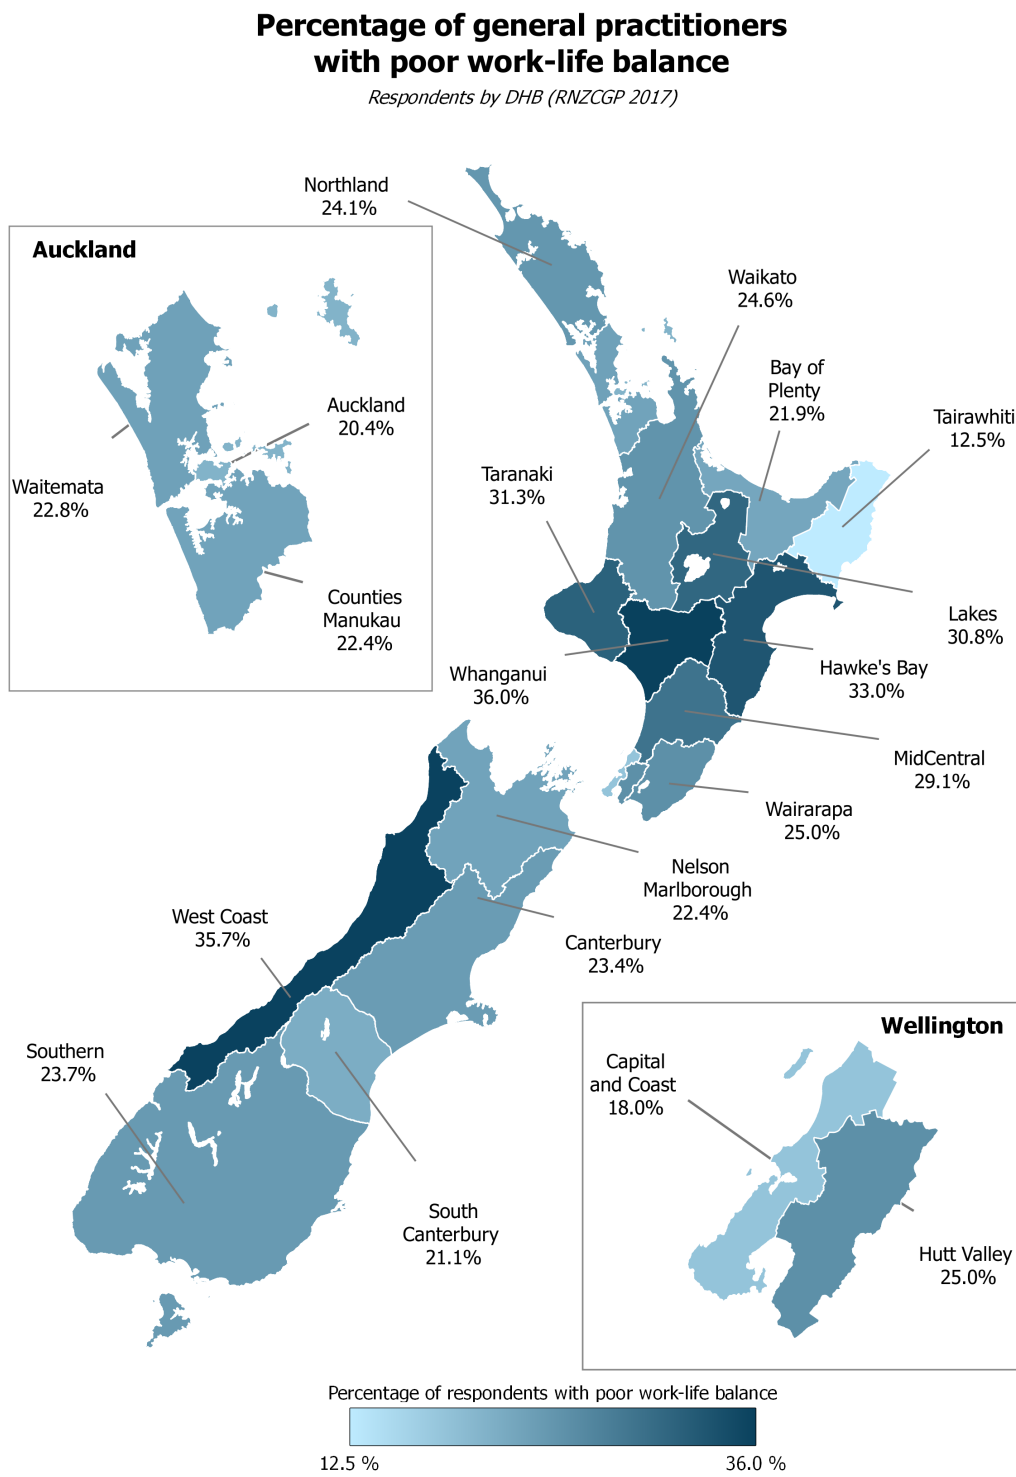 Percentage of general practitioners
with poor work-life balance
Respondents by DHB (RNZCGP 2017)
Northland
24.1%
Auckland
Waikato
24.6%
Bay of
Plenty
21.9%
Auckland
20.4%
Tairawhiti
12.5%
Taranaki
31.3%
Waitemata
22.8%
Counties
Manukau
22.4%
Lakes
30.8%
Whanganui
36.0%
Hawke's Bay
33.0%
MidCentral
29.1%
Wairarapa
25.0%
Nelson
Marlborough
22.4%
West Coast
35.7%
Canterbury
23.4%
Wellington
Southern
23.7%
Capital
and Coast
18.0%
South
Canterbury
21.1%
Hutt Valley
25.0%
Percentage of respondents with poor work-life balance
12.5 %
36.0 %